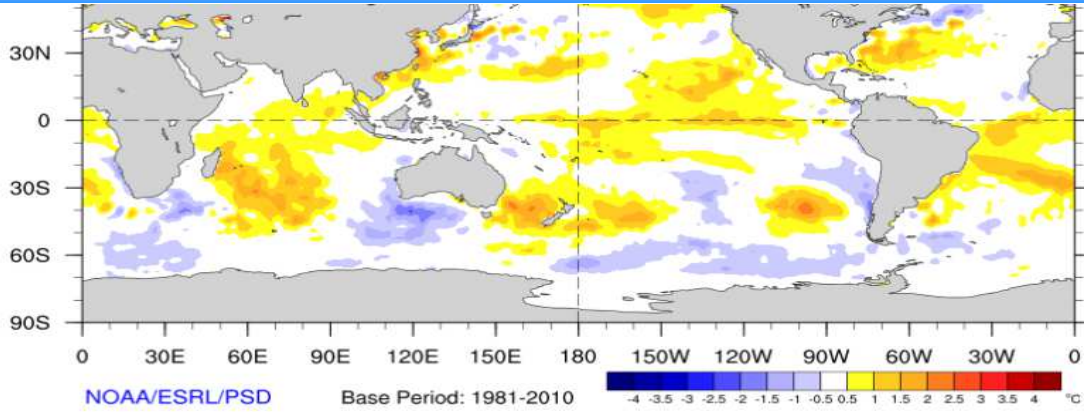 30N
0
30S
60S
90S
0 30E 60E 90E 120E 150E 180 150W 120W 90W 60W 30W 0
NOAA/ESRL/PSD Base Period: 1981-2010
-4 -3.5 -3 -2.5 -2 -1.5 -1 -0.5 0.5 1 1.5 2 2.5 3 3.5 4 °C